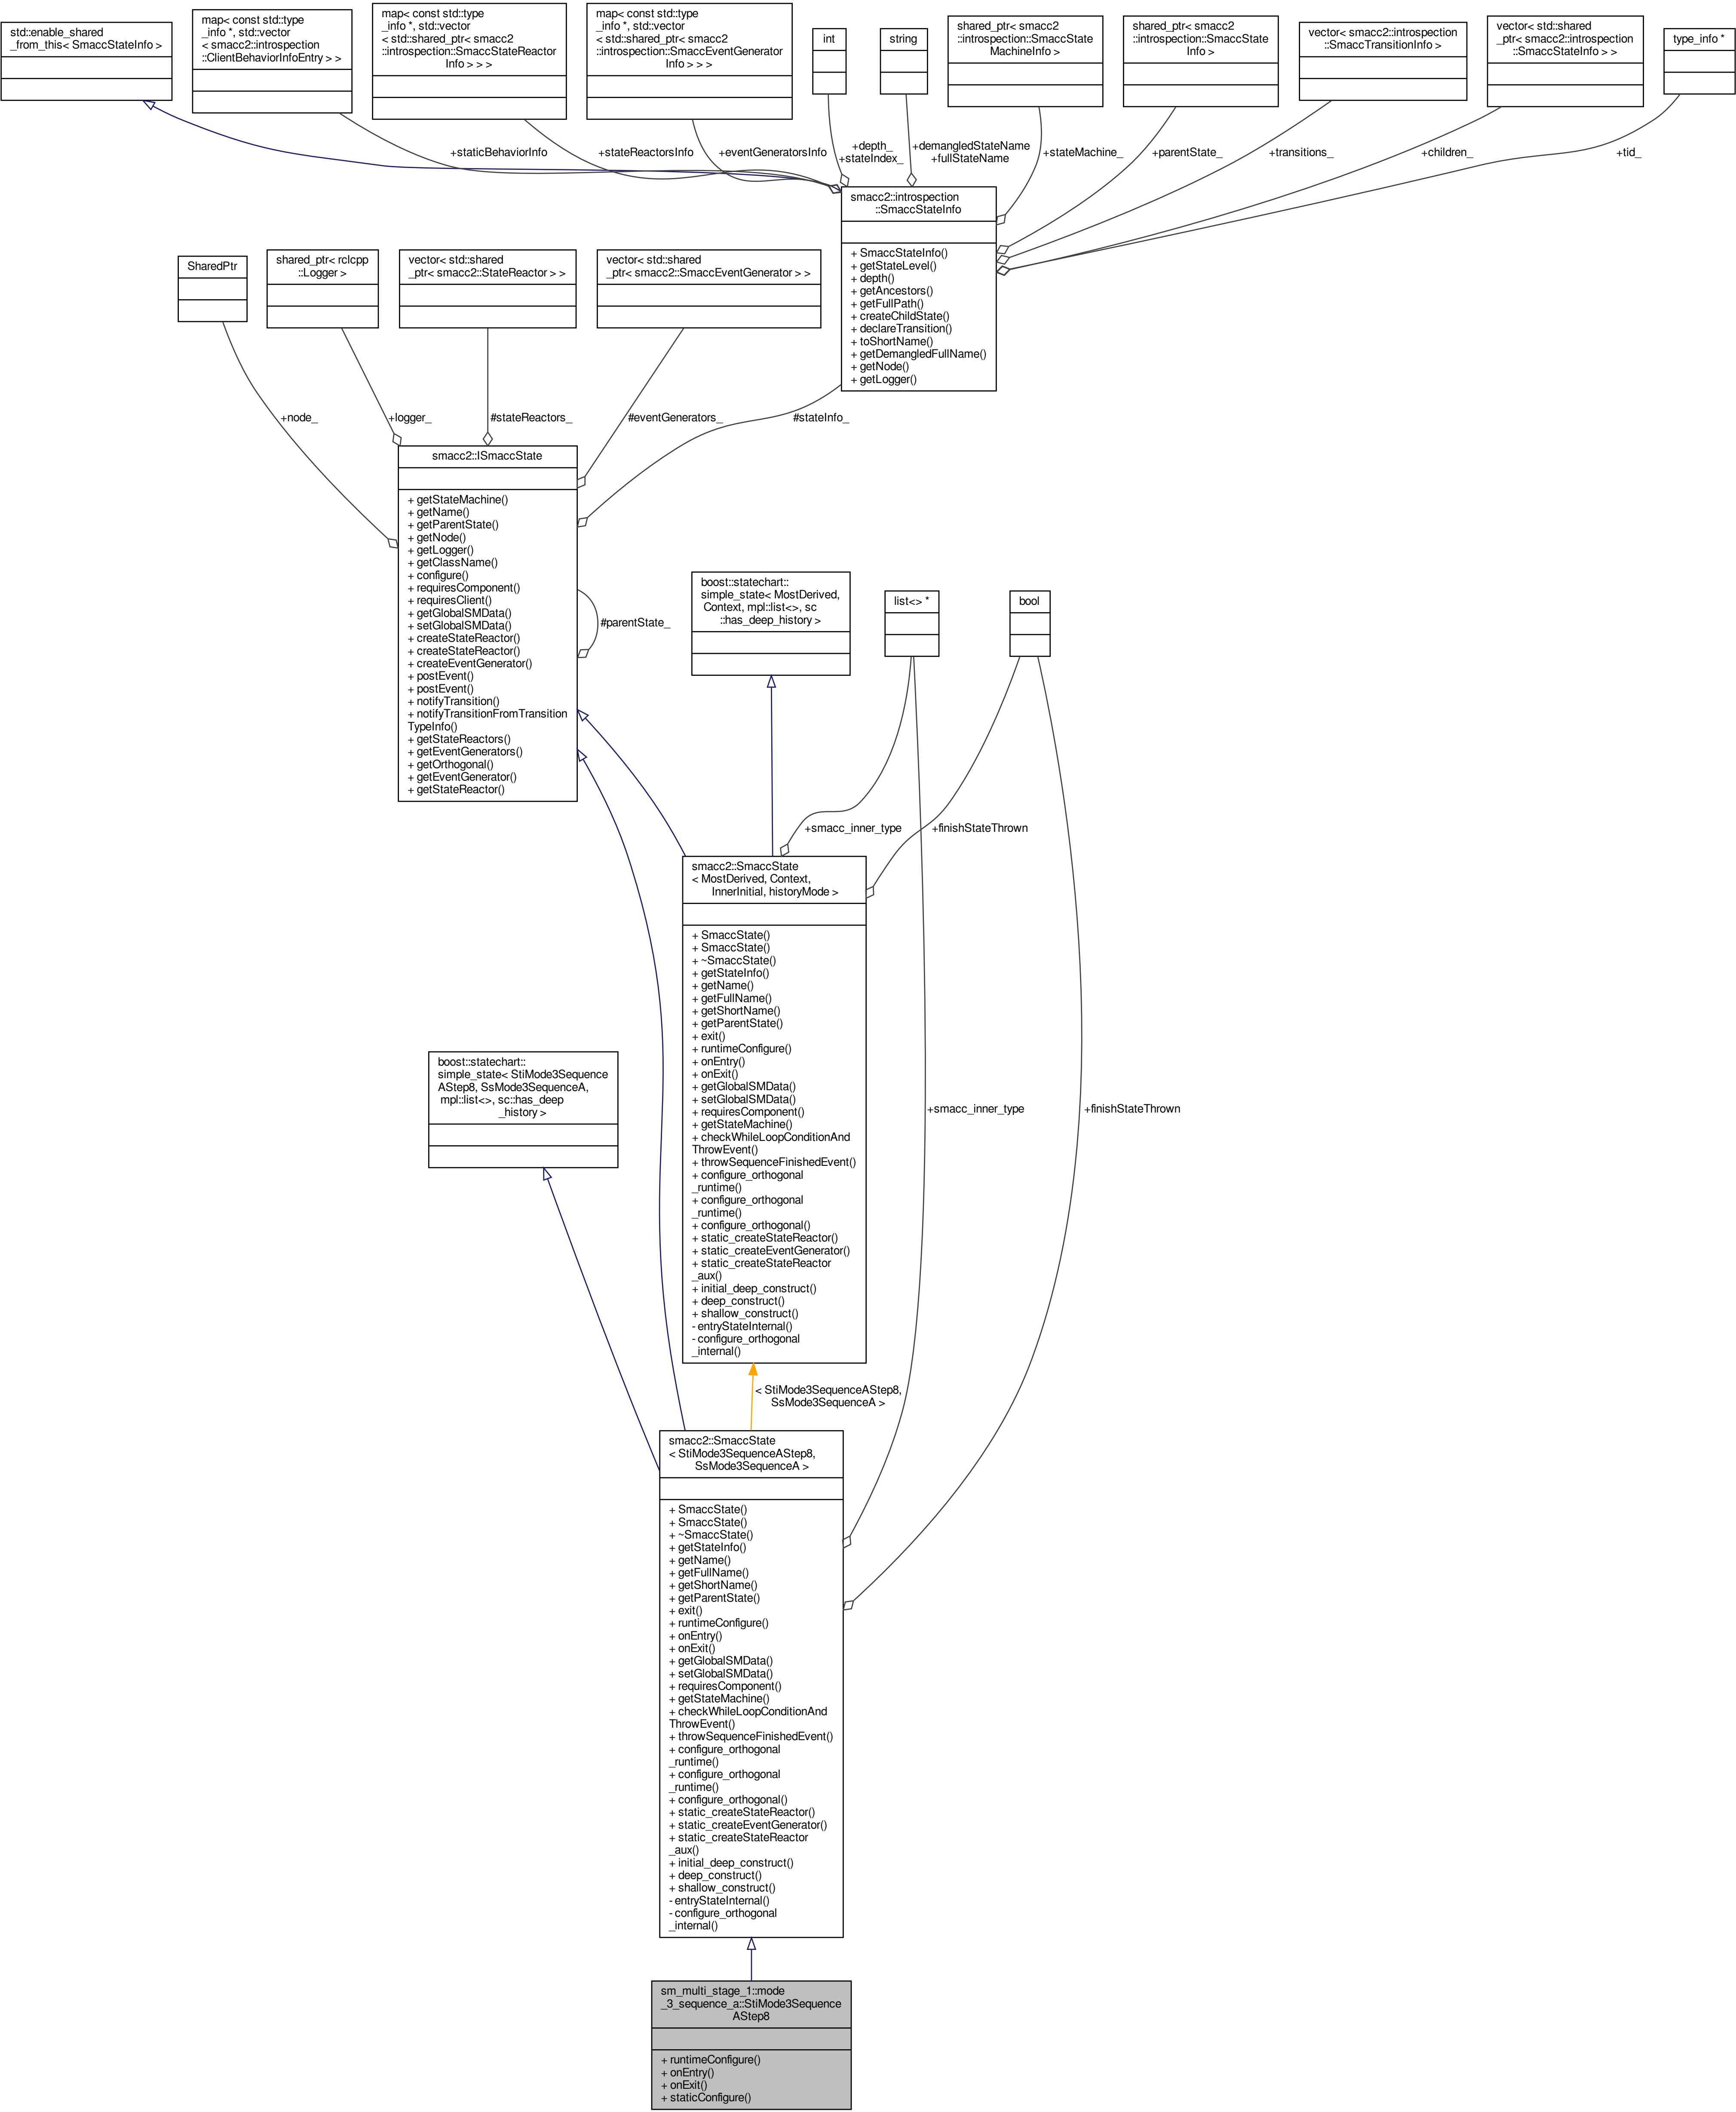 std::enable_shared
_from_this< SmaccStateInfo >
map< const std::type
_info *, std::vector
< smacc2::introspection
::ClientBehaviorInfoEntry > >
map< const std::type
_info *, std::vector
< std::shared_ptr< smacc2
::introspection::SmaccStateReactor
Info > > >
map< const std::type
_info *, std::vector
< std::shared_ptr< smacc2
::introspection::SmaccEventGenerator
Info > > >
int
string
shared_ptr< smacc2
::introspection::SmaccState
MachineInfo >
shared_ptr< smacc2
::introspection::SmaccState
Info >
vector< smacc2::introspection
::SmaccTransitionInfo >
vector< std::shared
_ptr< smacc2::introspection
::SmaccStateInfo > >
type_info *
+staticBehaviorInfo
+stateReactorsInfo
+eventGeneratorsInfo
+depth_
+stateIndex_
+demangledStateName
+fullStateName
+stateMachine_
+parentState_
+transitions_
+children_
+tid_
smacc2::introspection
::SmaccStateInfo
+ SmaccStateInfo()
+ getStateLevel()
+ depth()
+ getAncestors()
+ getFullPath()
+ createChildState()
+ declareTransition()
+ toShortName()
+ getDemangledFullName()
+ getNode()
+ getLogger()
SharedPtr
shared_ptr< rclcpp
::Logger >
vector< std::shared
_ptr< smacc2::StateReactor > >
vector< std::shared
_ptr< smacc2::SmaccEventGenerator > >
+node_
+logger_
#stateReactors_
#eventGenerators_
#stateInfo_
smacc2::ISmaccState
+ getStateMachine()
+ getName()
+ getParentState()
+ getNode()
+ getLogger()
+ getClassName()
+ configure()
+ requiresComponent()
+ requiresClient()
+ getGlobalSMData()
+ setGlobalSMData()
+ createStateReactor()
+ createStateReactor()
+ createEventGenerator()
+ postEvent()
+ postEvent()
+ notifyTransition()
+ notifyTransitionFromTransition
TypeInfo()
+ getStateReactors()
+ getEventGenerators()
+ getOrthogonal()
+ getEventGenerator()
+ getStateReactor()
#parentState_
boost::statechart::
simple_state< MostDerived,
Context, mpl::list<>, sc
::has_deep_history >
list<> *
bool
+smacc_inner_type
+finishStateThrown
smacc2::SmaccState
< MostDerived, Context,
InnerInitial, historyMode >
+ SmaccState()
+ SmaccState()
+ ~SmaccState()
+ getStateInfo()
+ getName()
+ getFullName()
+ getShortName()
+ getParentState()
+ exit()
+ runtimeConfigure()
+ onEntry()
+ onExit()
+ getGlobalSMData()
+ setGlobalSMData()
+ requiresComponent()
+ getStateMachine()
+ checkWhileLoopConditionAnd
ThrowEvent()
+ throwSequenceFinishedEvent()
+ configure_orthogonal
_runtime()
+ configure_orthogonal
_runtime()
+ configure_orthogonal()
+ static_createStateReactor()
+ static_createEventGenerator()
+ static_createStateReactor
_aux()
+ initial_deep_construct()
+ deep_construct()
+ shallow_construct()
- entryStateInternal()
- configure_orthogonal
_internal()
boost::statechart::
simple_state< StiMode3Sequence
AStep8, SsMode3SequenceA,
mpl::list<>, sc::has_deep
_history >
+smacc_inner_type
+finishStateThrown
< StiMode3SequenceAStep8,
SsMode3SequenceA >
smacc2::SmaccState
< StiMode3SequenceAStep8,
SsMode3SequenceA >
+ SmaccState()
+ SmaccState()
+ ~SmaccState()
+ getStateInfo()
+ getName()
+ getFullName()
+ getShortName()
+ getParentState()
+ exit()
+ runtimeConfigure()
+ onEntry()
+ onExit()
+ getGlobalSMData()
+ setGlobalSMData()
+ requiresComponent()
+ getStateMachine()
+ checkWhileLoopConditionAnd
ThrowEvent()
+ throwSequenceFinishedEvent()
+ configure_orthogonal
_runtime()
+ configure_orthogonal
_runtime()
+ configure_orthogonal()
+ static_createStateReactor()
+ static_createEventGenerator()
+ static_createStateReactor
_aux()
+ initial_deep_construct()
+ deep_construct()
+ shallow_construct()
- entryStateInternal()
- configure_orthogonal
_internal()
sm_multi_stage_1::mode
_3_sequence_a::StiMode3Sequence
AStep8
+ runtimeConfigure()
+ onEntry()
+ onExit()
+ staticConfigure()